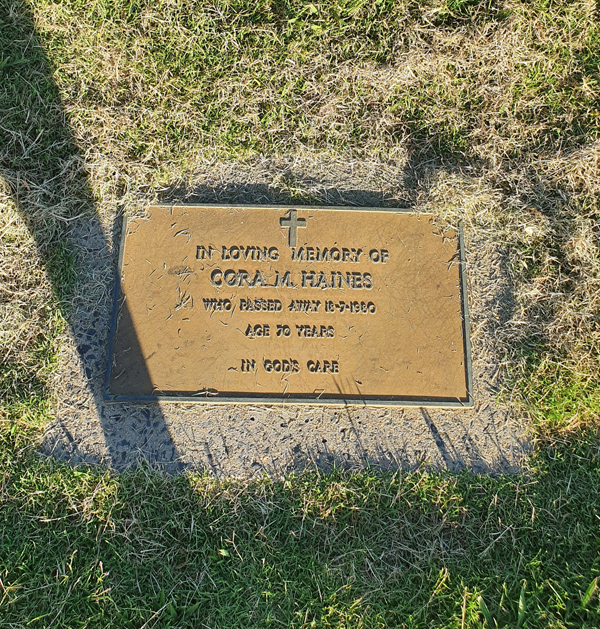 IN LOVING MEMORY OF
CORA. M. HAINES
WHO PASSED AWAY 18-7-1980
AGE 70 YEARS
IN GOD'S CARE